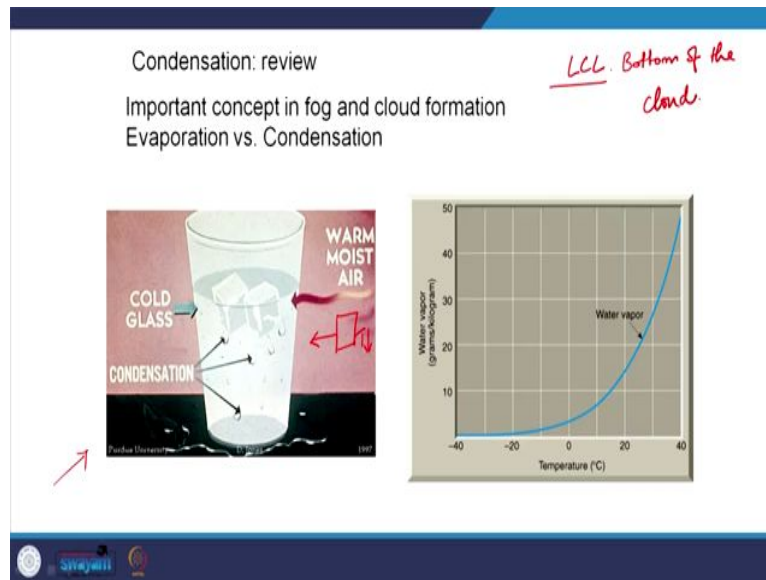 Condensation: review
LCL. Bottom of the
cloud.
Important concept in fog and cloud formation
Evaporation vs. Condensation
WARM
MOIST
AIR
COLD
GLASS
CONDENSATION
Purdue University
1997
50
40
30
20
10
Water vapor
(grams/kilogram)
Water vapor
-40
-20
0
20
40
Temperature (°C)
swayam